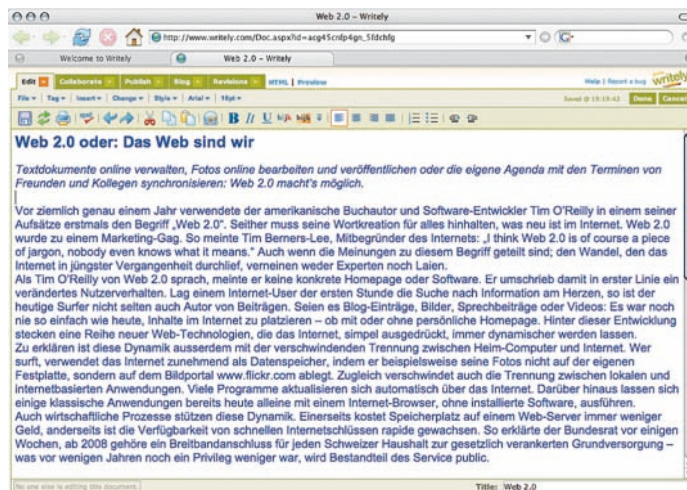 Web 2.0 – Writely
http://www.writely.com/Doc.aspx?id=acg45cnfp4gn_5fdchfg
Welcome to Writely
Web 2.0 – Writely
Edit Collaborate Publish Blog Revisions HTML | Preview
Help | Report a bug writely
File Tag Insert Change Style Arial 18pt
Saved @ 19:19:42 Done Cancel
Web 2.0 oder: Das Web sind wir
Textdokumente online verwalten, Fotos online bearbeiten und veröffentlichen oder die eigene Agenda mit den Terminen von
Freunden und Kollegen synchronisieren: Web 2.0 macht's möglich.
Vor ziemlich genau einem Jahr verwendete der amerikanische Buchautor und Software-Entwickler Tim O'Reilly in einem seiner
Aufsätze erstmals den Begriff „Web 2.0“. Seither muss seine Wortkreation für alles hinhalten, was neu ist im Internet. Web 2.0
wurde zu einem Marketing-Gag. So meinte Tim Berners-Lee, Mitbegründer des Internets: „I think Web 2.0 is of course a piece
of jargon, nobody even knows what it means.“ Auch wenn die Meinungen zu diesem Begriff geteilt sind; den Wandel, den das
Internet in jüngster Vergangenheit durchlief, verneinen weder Experten noch Laien.
Als Tim O'Reilly von Web 2.0 sprach, meinte er keine konkrete Homepage oder Software. Er umschrieb damit in erster Linie ein
verändertes Nutzerverhalten. Lag einem Internet-User der ersten Stunde die Suche nach Information am Herzen, so ist der
heutige Surfer nicht selten auch Autor von Beiträgen. Seien es Blog-Einträge, Bilder, Sprechbeiträge oder Videos: Es war noch
nie so einfach wie heute, Inhalte im Internet zu platzieren – ob mit oder ohne persönliche Homepage. Hinter dieser Entwicklung
stecken eine Reihe neuer Web-Technologien, die das Internet, simpel ausgedrückt, immer dynamischer werden lassen.
Zu erklären ist diese Dynamik ausserdem mit der verschwindenden Trennung zwischen Heim-Computer und Internet. Wer
surft, verwendet das Internet zunehmend als Datenspeicher, indem er beispielsweise seine Fotos nicht auf der eigenen
Festplatte, sondern auf dem Bildportal www.flickr.com ablegt. Zugleich verschwindet auch die Trennung zwischen lokalen und
internetbasierten Anwendungen. Viele Programme aktualisieren sich automatisch über das Internet. Darüber hinaus lassen sich
einige klassische Anwendungen bereits heute alleine mit einem Internet-Browser, ohne installierte Software, ausführen.
Auch wirtschaftliche Prozesse stützen diese Dynamik. Einerseits kostet Speicherplatz auf einem Web-Server immer weniger
Geld, anderseits ist die Verfügbarkeit von schnellen Internetschlüssen rapide gewachsen. So erklärte der Bundesrat vor einigen
Wochen, ab 2008 gehöre ein Breitbandanschluss für jeden Schweizer Haushalt zur gesetzlich verankerten Grundversorgung –
was vor wenigen Jahren noch ein Privileg weniger war, wird Bestandteil des Service public.
No one else is editing this document.
Title: Web 2.0